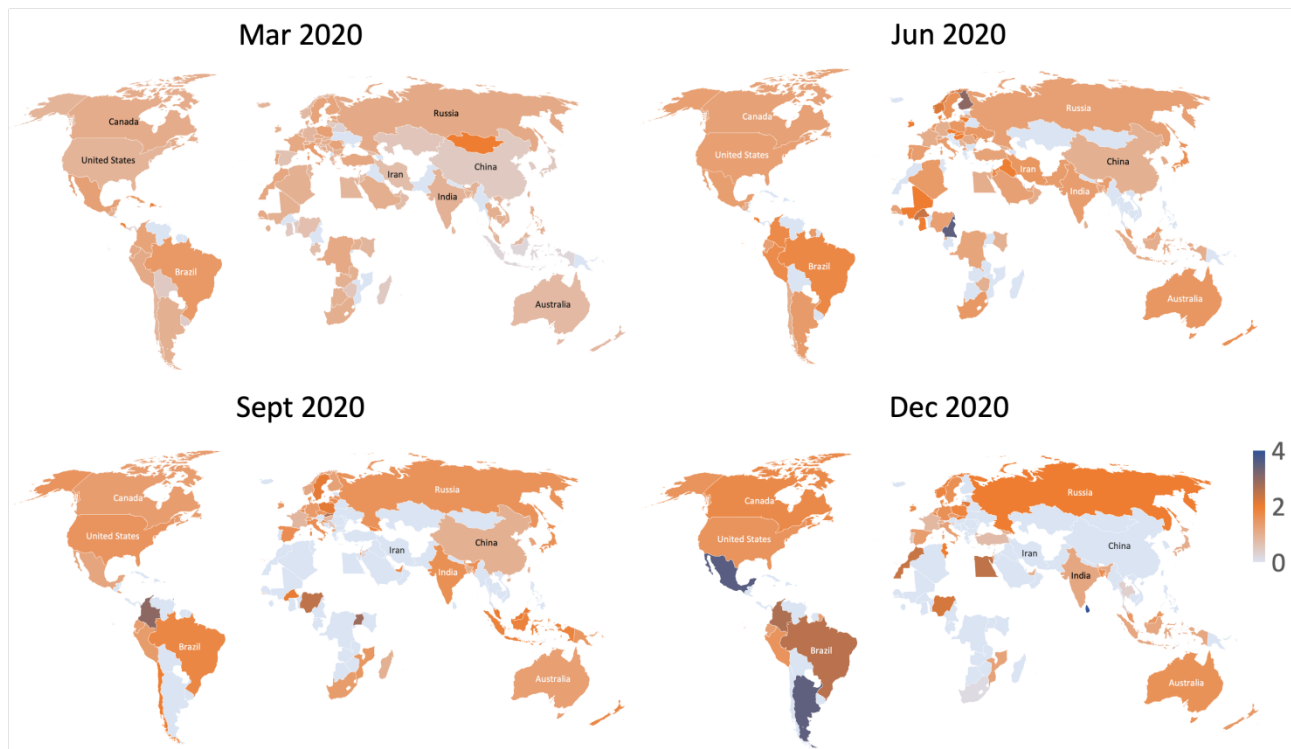 Mar 2020
Canada
Russia
United States
China
Iran
India
Brazil
Australia
Jun 2020
Canada
Russia
United States
China
Iran
India
Brazil
Australia
Sept 2020
Canada
Russia
United States
Iran
China
India
Brazil
Australia
Dec 2020
Canada
Russia
United States
Iran
China
India
Brazil
Australia
4
2
0